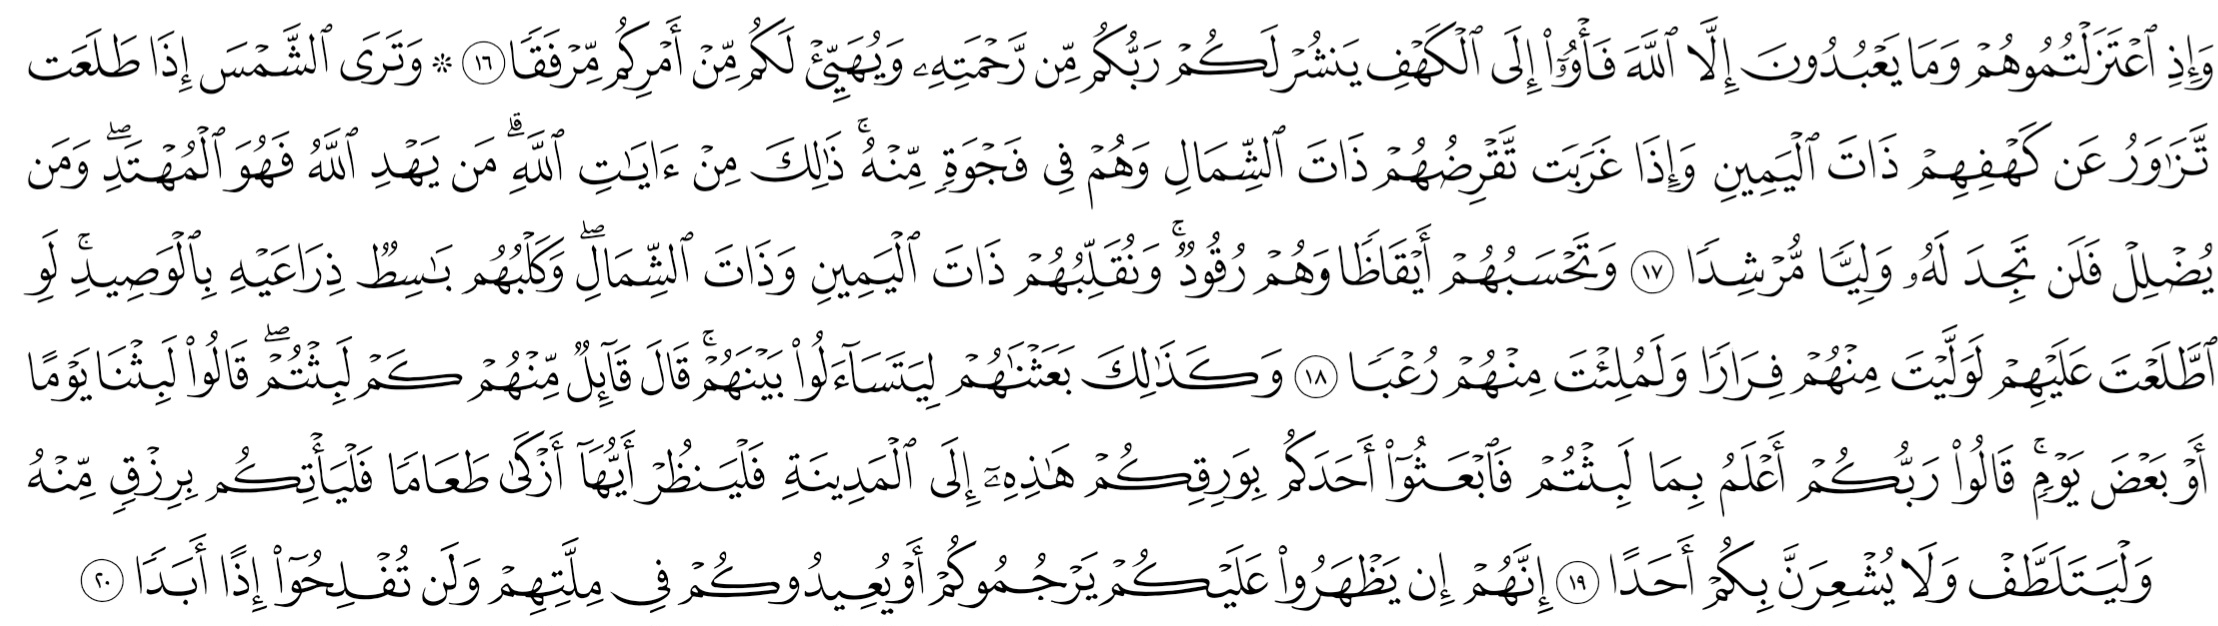 وَإِذِ ٱعۡتَزَلۡتُمُوهُمۡ وَمَا يَعۡبُدُونَ إِلَّا ٱللَّهَ فَأۡوُۥٓاْ إِلَى ٱلۡكَهۡفِ يَنشُرۡ لَكُمۡ رَبُّكُم مِّن رَّحۡمَتِهِۦ وَيُهَيِّئۡ لَكُم مِّنۡ أَمۡرِكُم مِّرۡفَقٗا ١٦ ۞ وَتَرَى ٱلشَّمۡسَ إِذَا طَلَعَت
تَّزَٰوَرُ عَن كَهۡفِهِمۡ ذَاتَ ٱلۡيَمِينِ وَإِذَا غَرَبَت تَّقۡرِضُهُمۡ ذَاتَ ٱلشِّمَالِ وَهُمۡ فِي فَجۡوَةٖ مِّنۡهُۚ ذَٰلِكَ مِنۡ ءَايَٰتِ ٱللَّهِۗ مَن يَهۡدِ ٱللَّهُ فَهُوَ ٱلۡمُهۡتَدِۖ وَمَن
يُضۡلِلۡ فَلَن تَجِدَ لَهُۥ وَلِيّٗا مُّرۡشِدٗا ١٧ وَتَحۡسَبُهُمۡ أَيۡقَاظٗا وَهُمۡ رُقُودٞۚ وَنُقَلِّبُهُمۡ ذَاتَ ٱلۡيَمِينِ وَذَاتَ ٱلشِّمَالِۖ وَكَلۡبُهُم بَٰسِطٞ ذِرَاعَيۡهِ بِٱلۡوَصِيدِۚ لَوِ
ٱطَّلَعۡتَ عَلَيۡهِمۡ لَوَلَّيۡتَ مِنۡهُمۡ فِرَارٗا وَلَمُلِئۡتَ مِنۡهُمۡ رُعۡبٗا ١٨ وَكَذَٰلِكَ بَعَثۡنَٰهُمۡ لِيَتَسَآءَلُواْ بَيۡنَهُمۡۚ قَالَ قَآئِلٞ مِّنۡهُمۡ كَمۡ لَبِثۡتُمۡۖ قَالُواْ لَبِثۡنَا يَوۡمًا
أَوۡ بَعۡضَ يَوۡمٖۚ قَالُواْ رَبُّكُمۡ أَعۡلَمُ بِمَا لَبِثۡتُمۡ فَٱبۡعَثُوٓاْ أَحَدَكُم بِوَرِقِكُمۡ هَٰذِهِۦٓ إِلَى ٱلۡمَدِينَةِ فَلۡيَنظُرۡ أَيُّهَآ أَزۡكَىٰ طَعَامٗا فَلۡيَأۡتِكُم بِرِزۡقٖ مِّنۡهُ
وَلۡيَتَلَطَّفۡ وَلَا يُشۡعِرَنَّ بِكُمۡ أَحَدًا ١٩ إِنَّهُمۡ إِن يَظۡهَرُواْ عَلَيۡكُمۡ يَرۡجُمُوكُمۡ أَوۡ يُعِيدُوكُمۡ فِي مِلَّتِهِمۡ وَلَن تُفۡلِحُوٓاْ إِذًا أَبَدٗا ٢٠